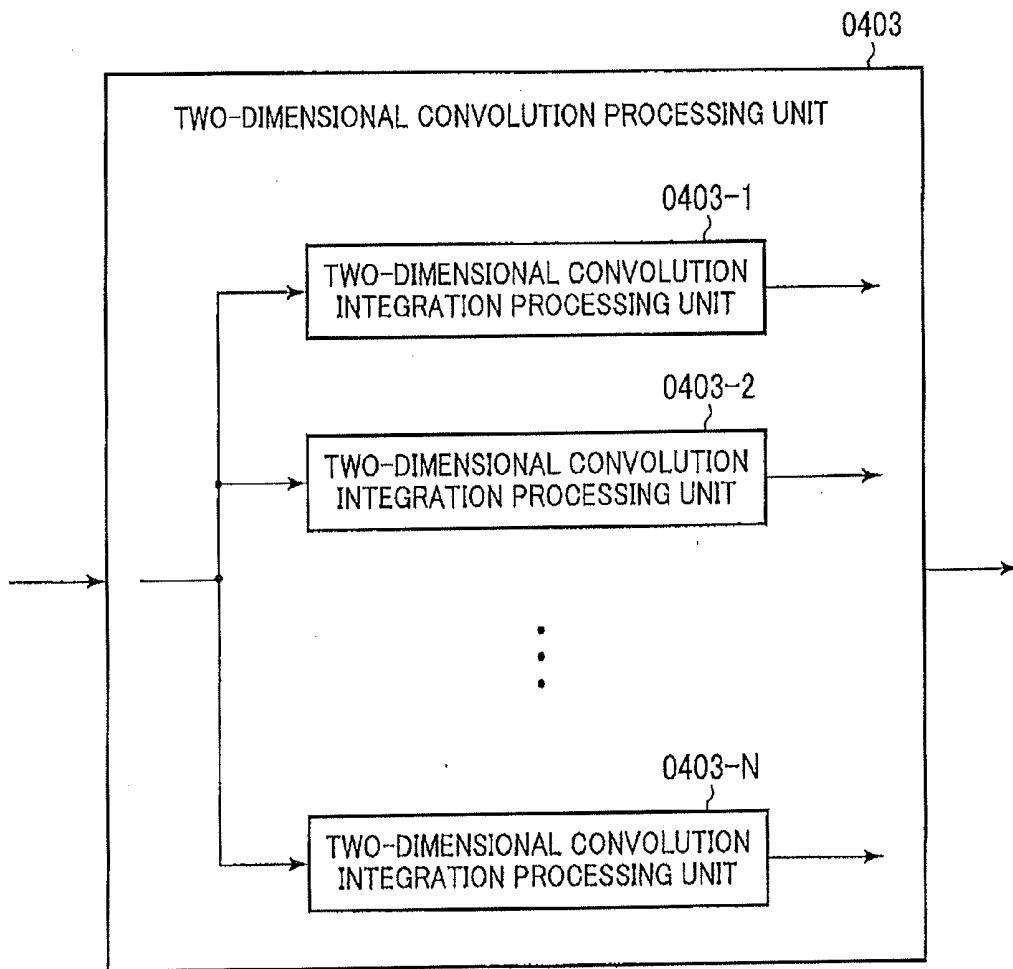 0403
TWO-DIMENSIONAL CONVOLUTION PROCESSING UNIT
0403-1
TWO-DIMENSIONAL CONVOLUTION
INTEGRATION PROCESSING UNIT
0403-2
TWO-DIMENSIONAL CONVOLUTION
INTEGRATION PROCESSING UNIT
0403-N
TWO-DIMENSIONAL CONVOLUTION
INTEGRATION PROCESSING UNIT